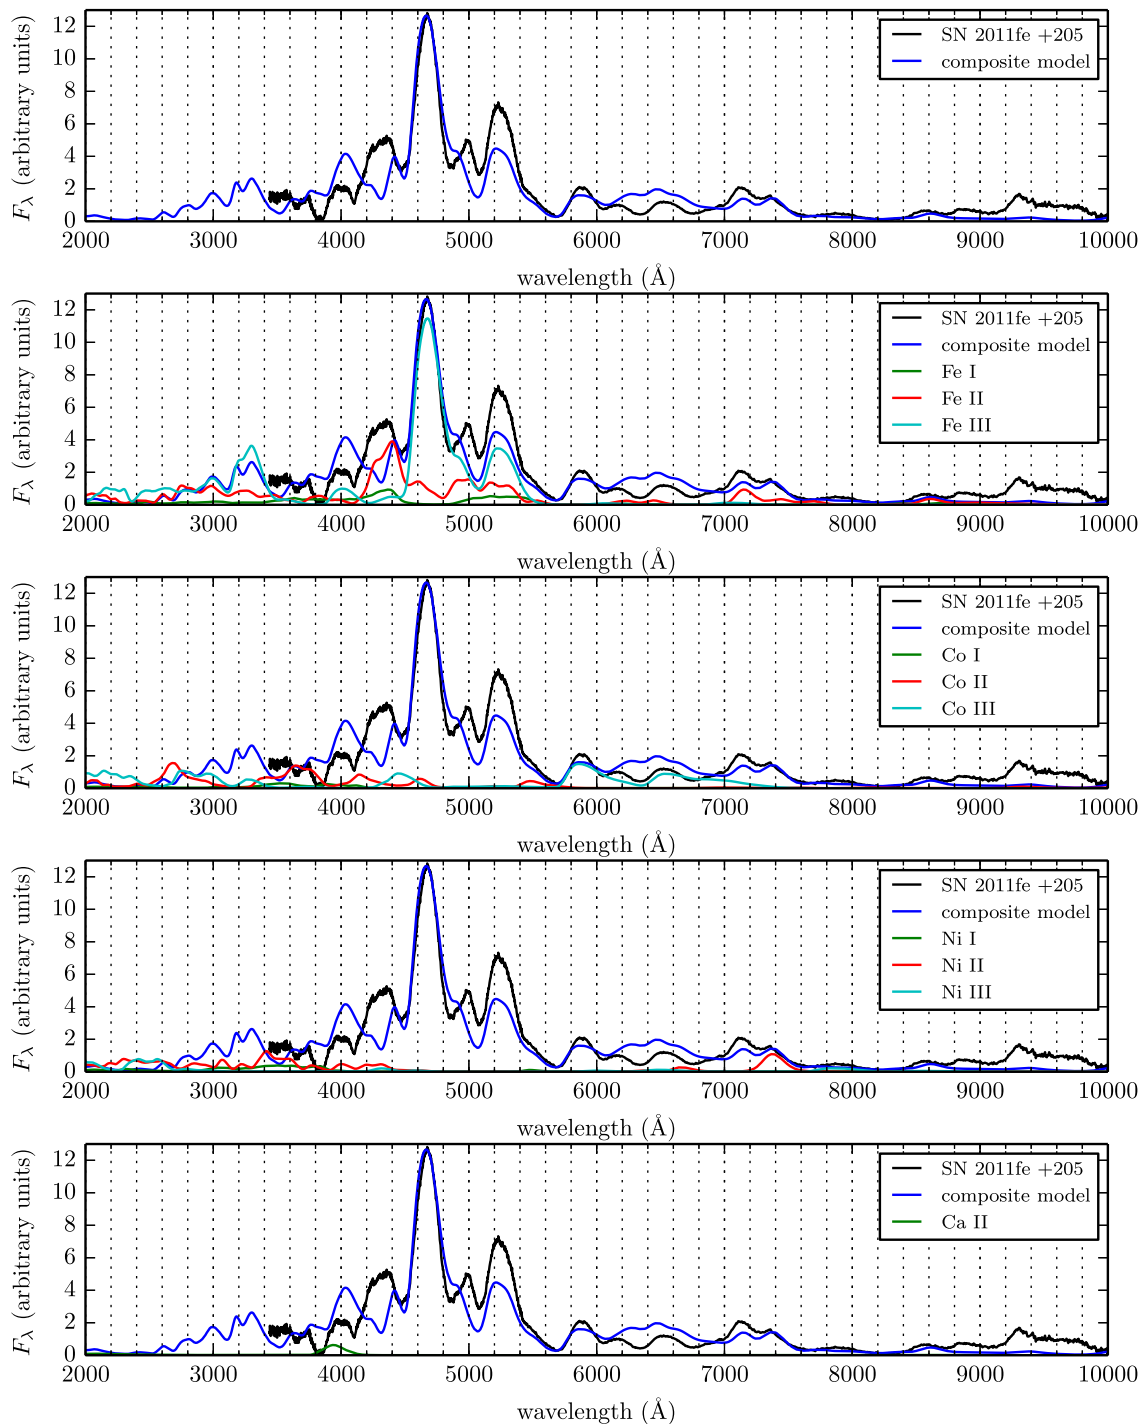 12
10
8
6
4
2
0
F_λ (arbitrary units)
SN 2011fe +205
composite model
2000 3000 4000 5000 6000 7000 8000 9000 10000
wavelength (Å)
12
10
8
6
4
2
0
F_λ (arbitrary units)
SN 2011fe +205
composite model
Fe I
Fe II
Fe III
2000 3000 4000 5000 6000 7000 8000 9000 10000
wavelength (Å)
12
10
8
6
4
2
0
F_λ (arbitrary units)
SN 2011fe +205
composite model
Co I
Co II
Co III
2000 3000 4000 5000 6000 7000 8000 9000 10000
wavelength (Å)
12
10
8
6
4
2
0
F_λ (arbitrary units)
SN 2011fe +205
composite model
Ni I
Ni II
Ni III
2000 3000 4000 5000 6000 7000 8000 9000 10000
wavelength (Å)
12
10
8
6
4
2
0
F_λ (arbitrary units)
SN 2011fe +205
composite model
Ca II
2000 3000 4000 5000 6000 7000 8000 9000 10000
wavelength (Å)